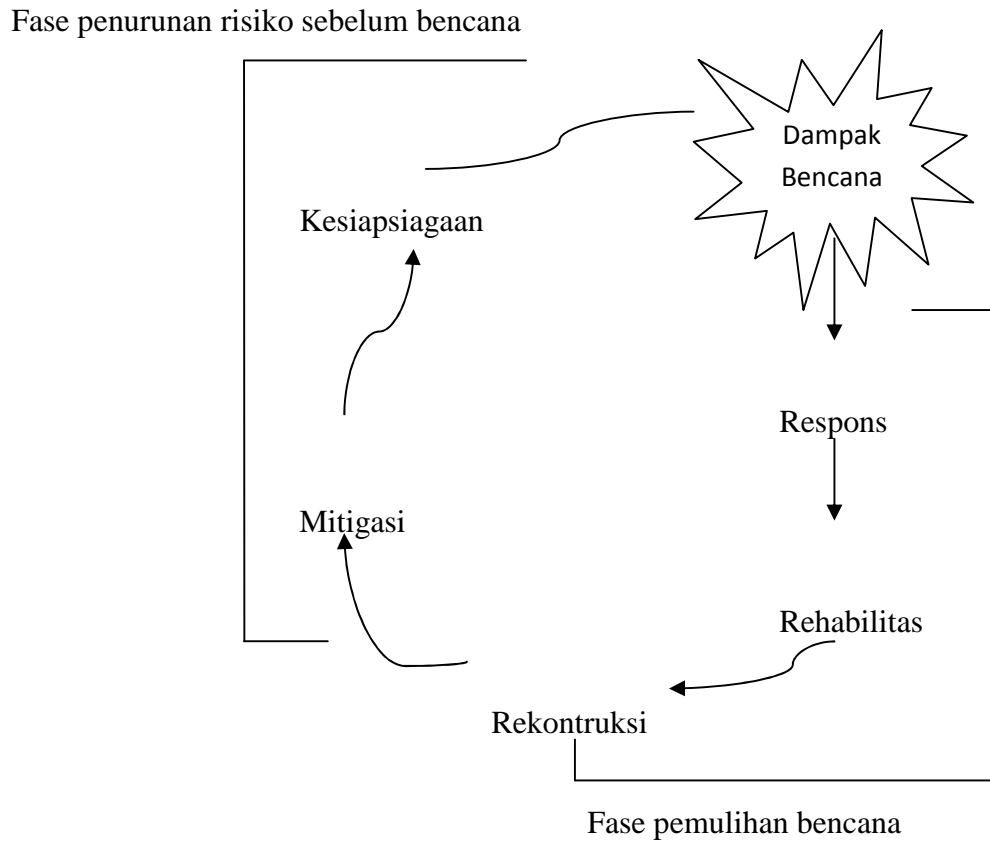 Fase penurunan risiko sebelum bencana
Dampak
Bencana
Kesiapsiagaan
Respons
Mitigasi
Rehabilitas
Rekontruksi
Fase pemulihan bencana